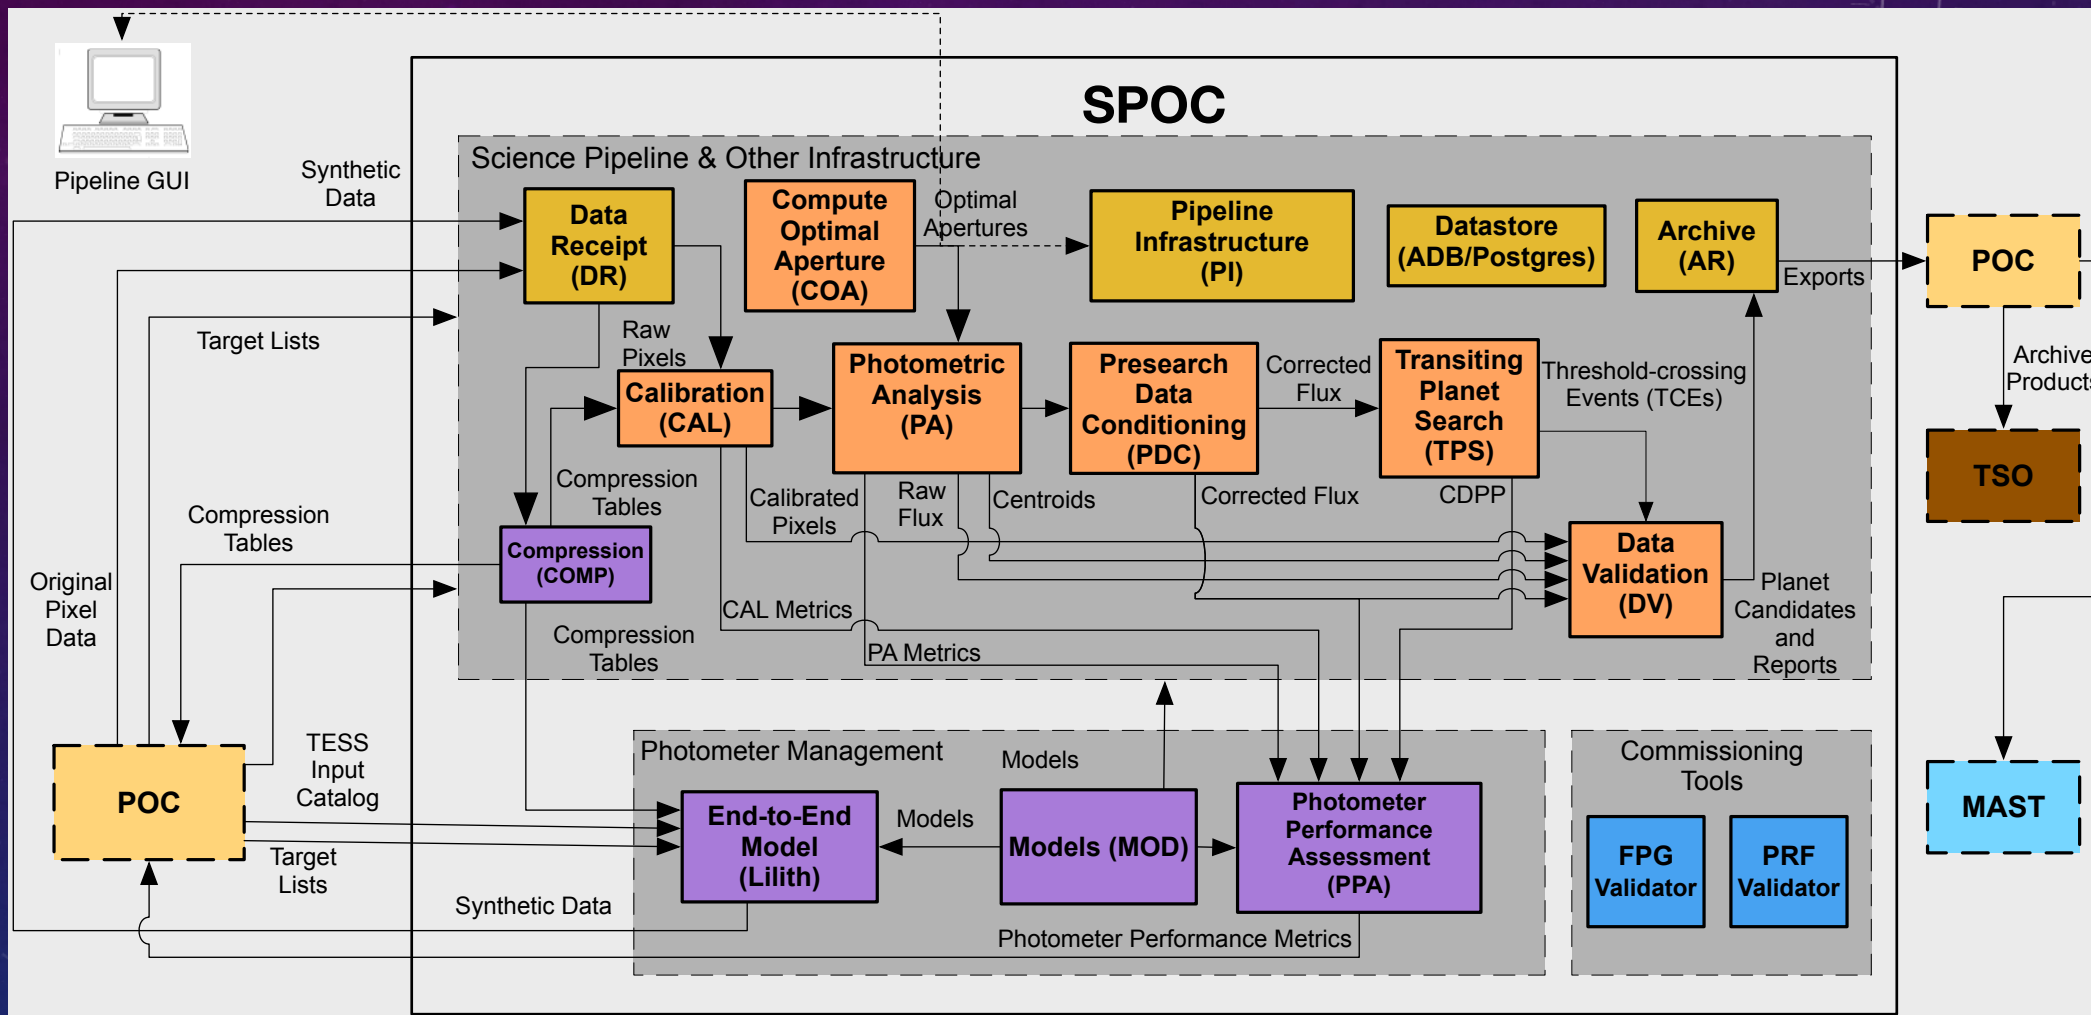 SPOC
Pipeline GUI
Synthetic
Data
Science Pipeline & Other Infrastructure
Data
Receipt
(DR)
Compute
Optimal
Aperture
(COA)
Optimal
Apertures
Pipeline
Infrastructure
(PI)
Datastore
(ADB/Postgres)
Archive
(AR)
Exports
POC
Target Lists
Raw
Pixels
Calibration
(CAL)
Photometric
Analysis
(PA)
Presearch
Data
Conditioning
(PDC)
Corrected
Flux
Transiting
Planet
Search
(TPS)
Threshold-crossing
Events (TCEs)
Archive
Products
TSO
Compression
Tables
Compression
Tables
Calibrated
Pixels
Raw
Flux
Centroids
Corrected Flux
CDPP
Compression
(COMP)
Data
Validation
(DV)
Original
Pixel
Data
CAL Metrics
Compression
Tables
PA Metrics
Planet
Candidates
and
Reports
POC
TESS
Input
Catalog
Target
Lists
Photometer Management
Models
End-to-End
Model
(Lilith)
Models
Models (MOD)
Photometer
Performance
Assessment
(PPA)
Commissioning
Tools
FPG
Validator
PRF
Validator
MAST
Synthetic Data
Photometer Performance Metrics